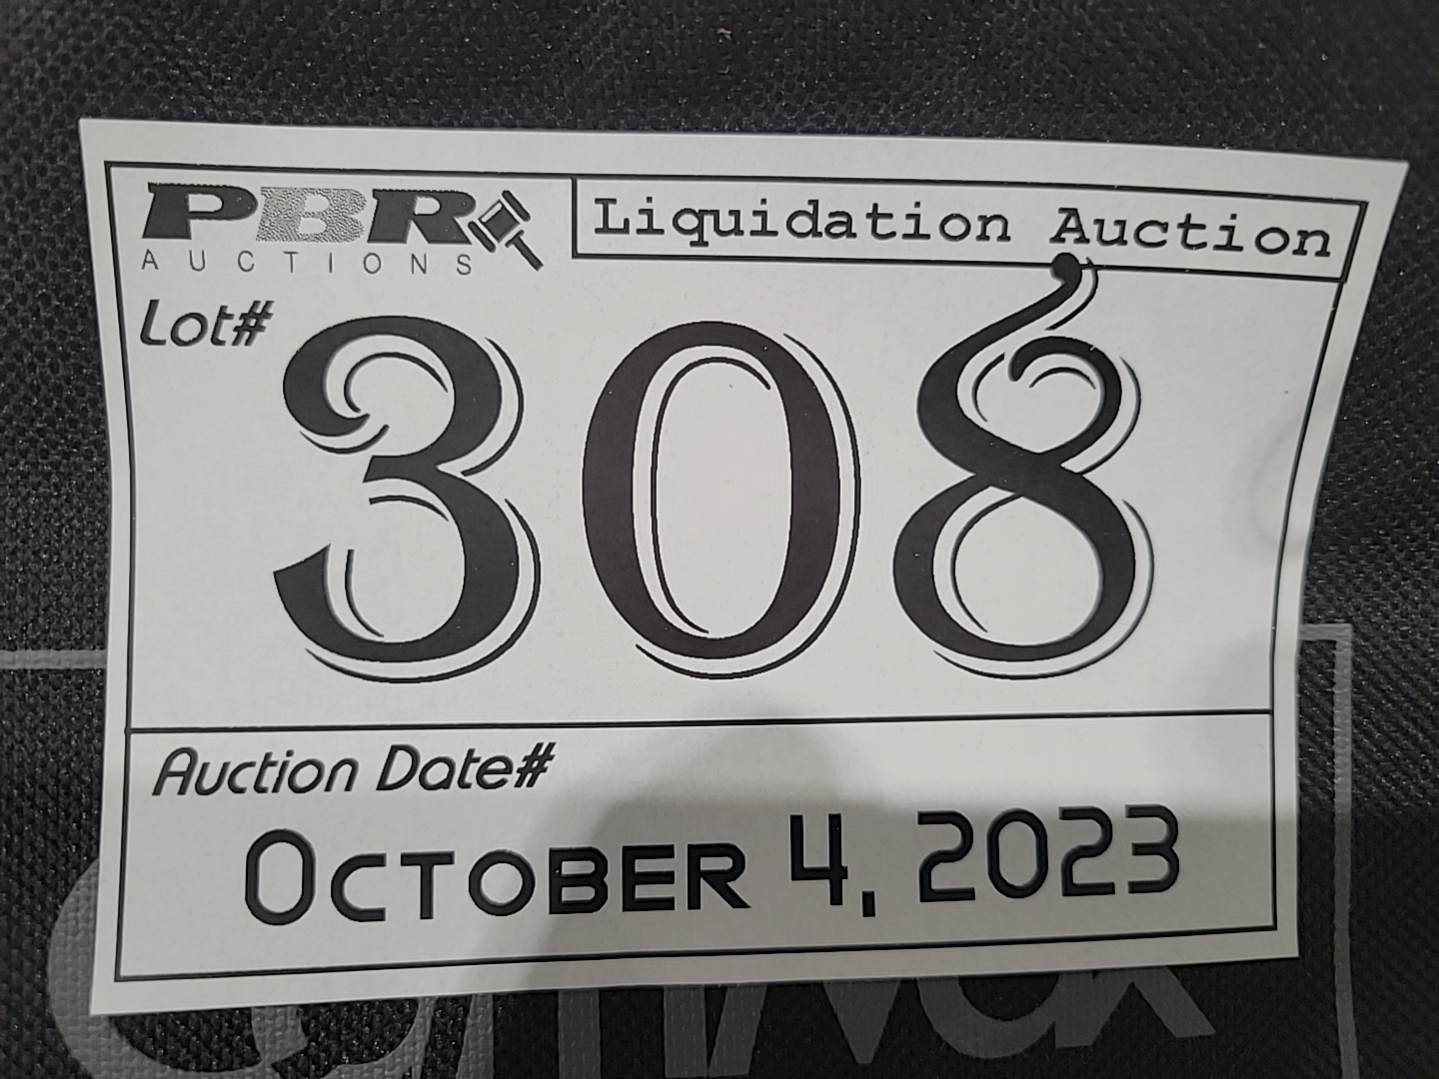 PBR
AUCTIONS
Liquidation Auction
Lot#
308
Auction Date#
October 4, 2023